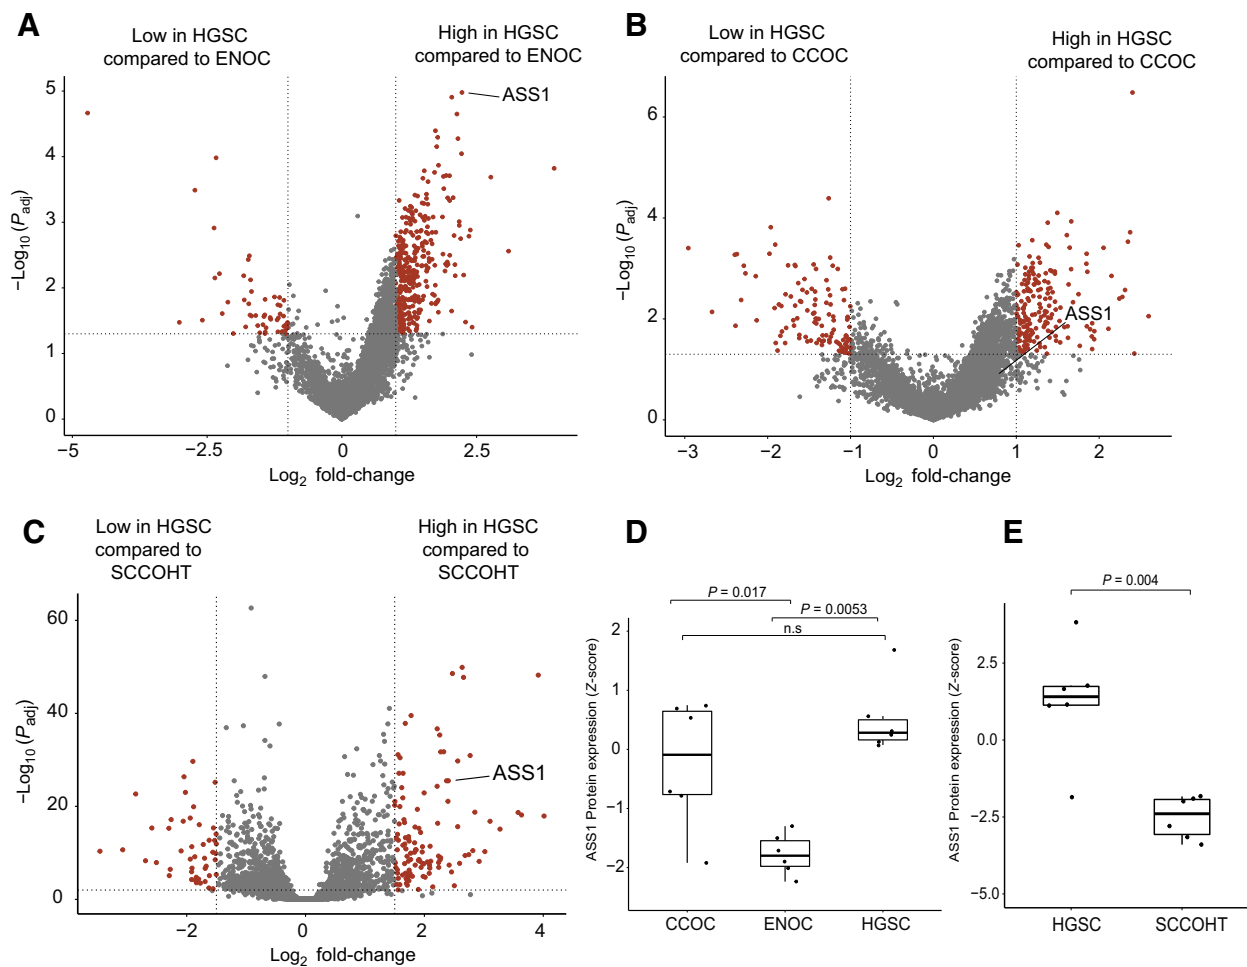 A
Low in HGSC
compared to ENOC
High in HGSC
compared to ENOC
ASS1
−Log10 (Padj)
5
4
3
2
1
0
−5
−2.5
0
2.5
Log2 fold-change
B
Low in HGSC
compared to CCOC
High in HGSC
compared to CCOC
ASS1
−Log10 (Padj)
6
4
2
0
−3
−2
−1
0
1
2
Log2 fold-change
C
Low in HGSC
compared to
SCCOHT
High in HGSC
compared to
SCCOHT
ASS1
−Log10 (Padj)
60
40
20
0
−2
0
2
4
Log2 fold-change
D
P = 0.017
P = 0.0053
n.s
ASS1 Protein expression (Z-score)
2
1
0
−1
−2
CCOC
ENOC
HGSC
E
P = 0.004
ASS1 Protein expression (Z-score)
2.5
0.0
−2.5
−5.0
HGSC
SCCOHT